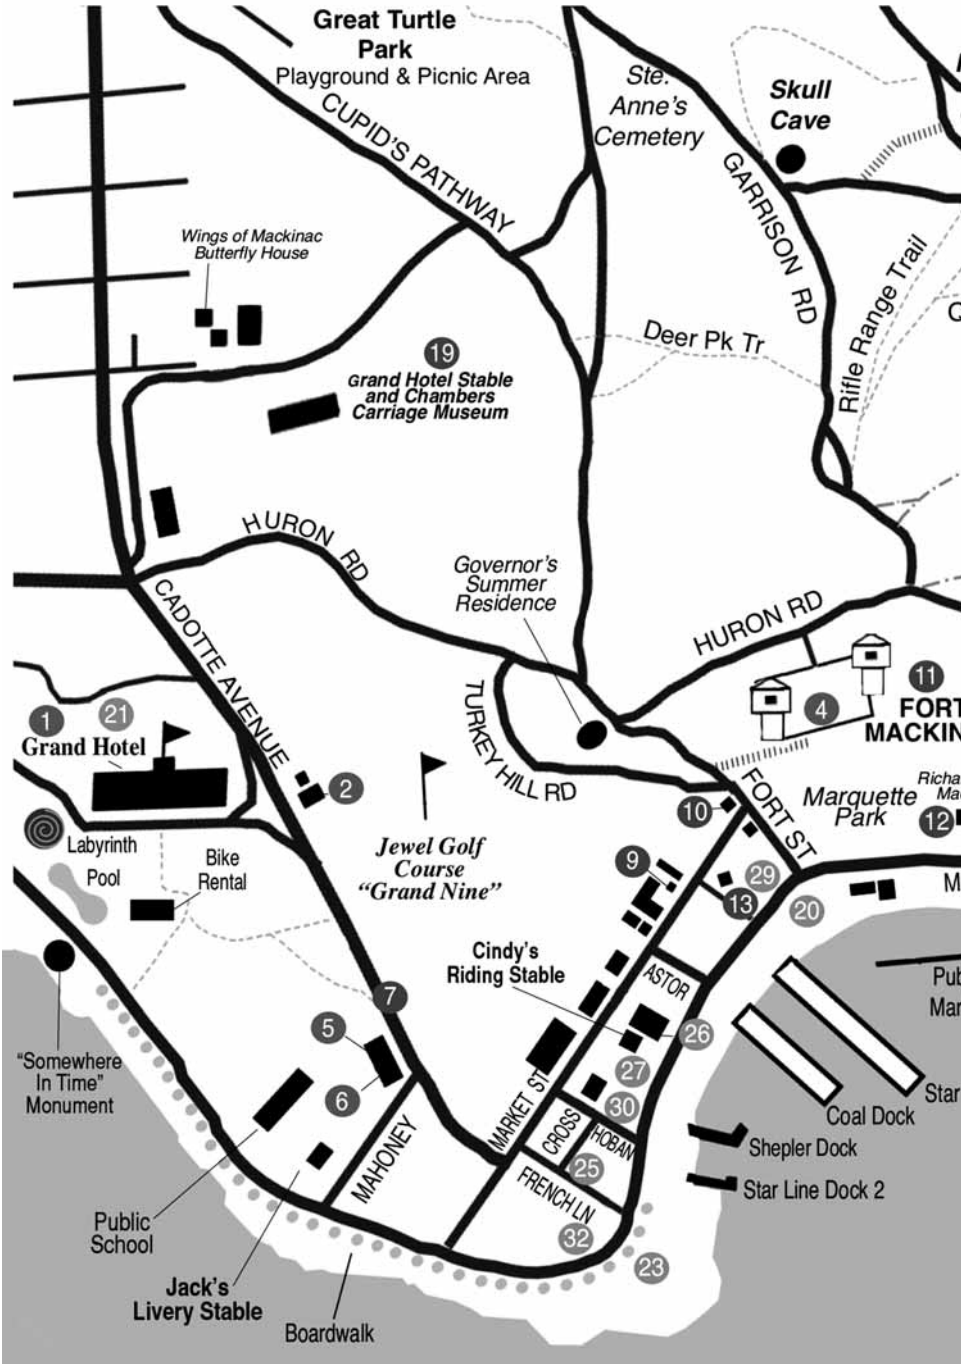 Great Turtle
Park
Playground & Picnic Area
CUPID'S PATHWAY
Ste.
Anne's
Cemetery
Skull
Cave
GARRISON RD
Rifle Range Trail
Wings of Mackinac
Butterfly House
Deer Pk Tr
19
Grand Hotel Stable
and Chambers
Carriage Museum
HURON RD
Governor's
Summer
Residence
HURON RD
CADOTTE AVENUE
TURKEY HILL RD
11
FORT
MACKIN
4
1
21
Grand Hotel
2
FORT ST
10
Marquette
Park
Richa
Mac
12
Labyrinth
Pool
Bike
Rental
Jewel Golf
Course
"Grand Nine"
9
29
13
20
M
Cindy's
Riding Stable
ASTOR
Pub
Mar
7
26
5
27
"Somewhere
In Time"
Monument
6
30
MARKET ST
CROSS
HOBAN
25
Coal Dock
Star
Shepler Dock
Star Line Dock 2
MAHONEY
FRENCH LN
32
23
Public
School
Jack's
Livery Stable
Boardwalk